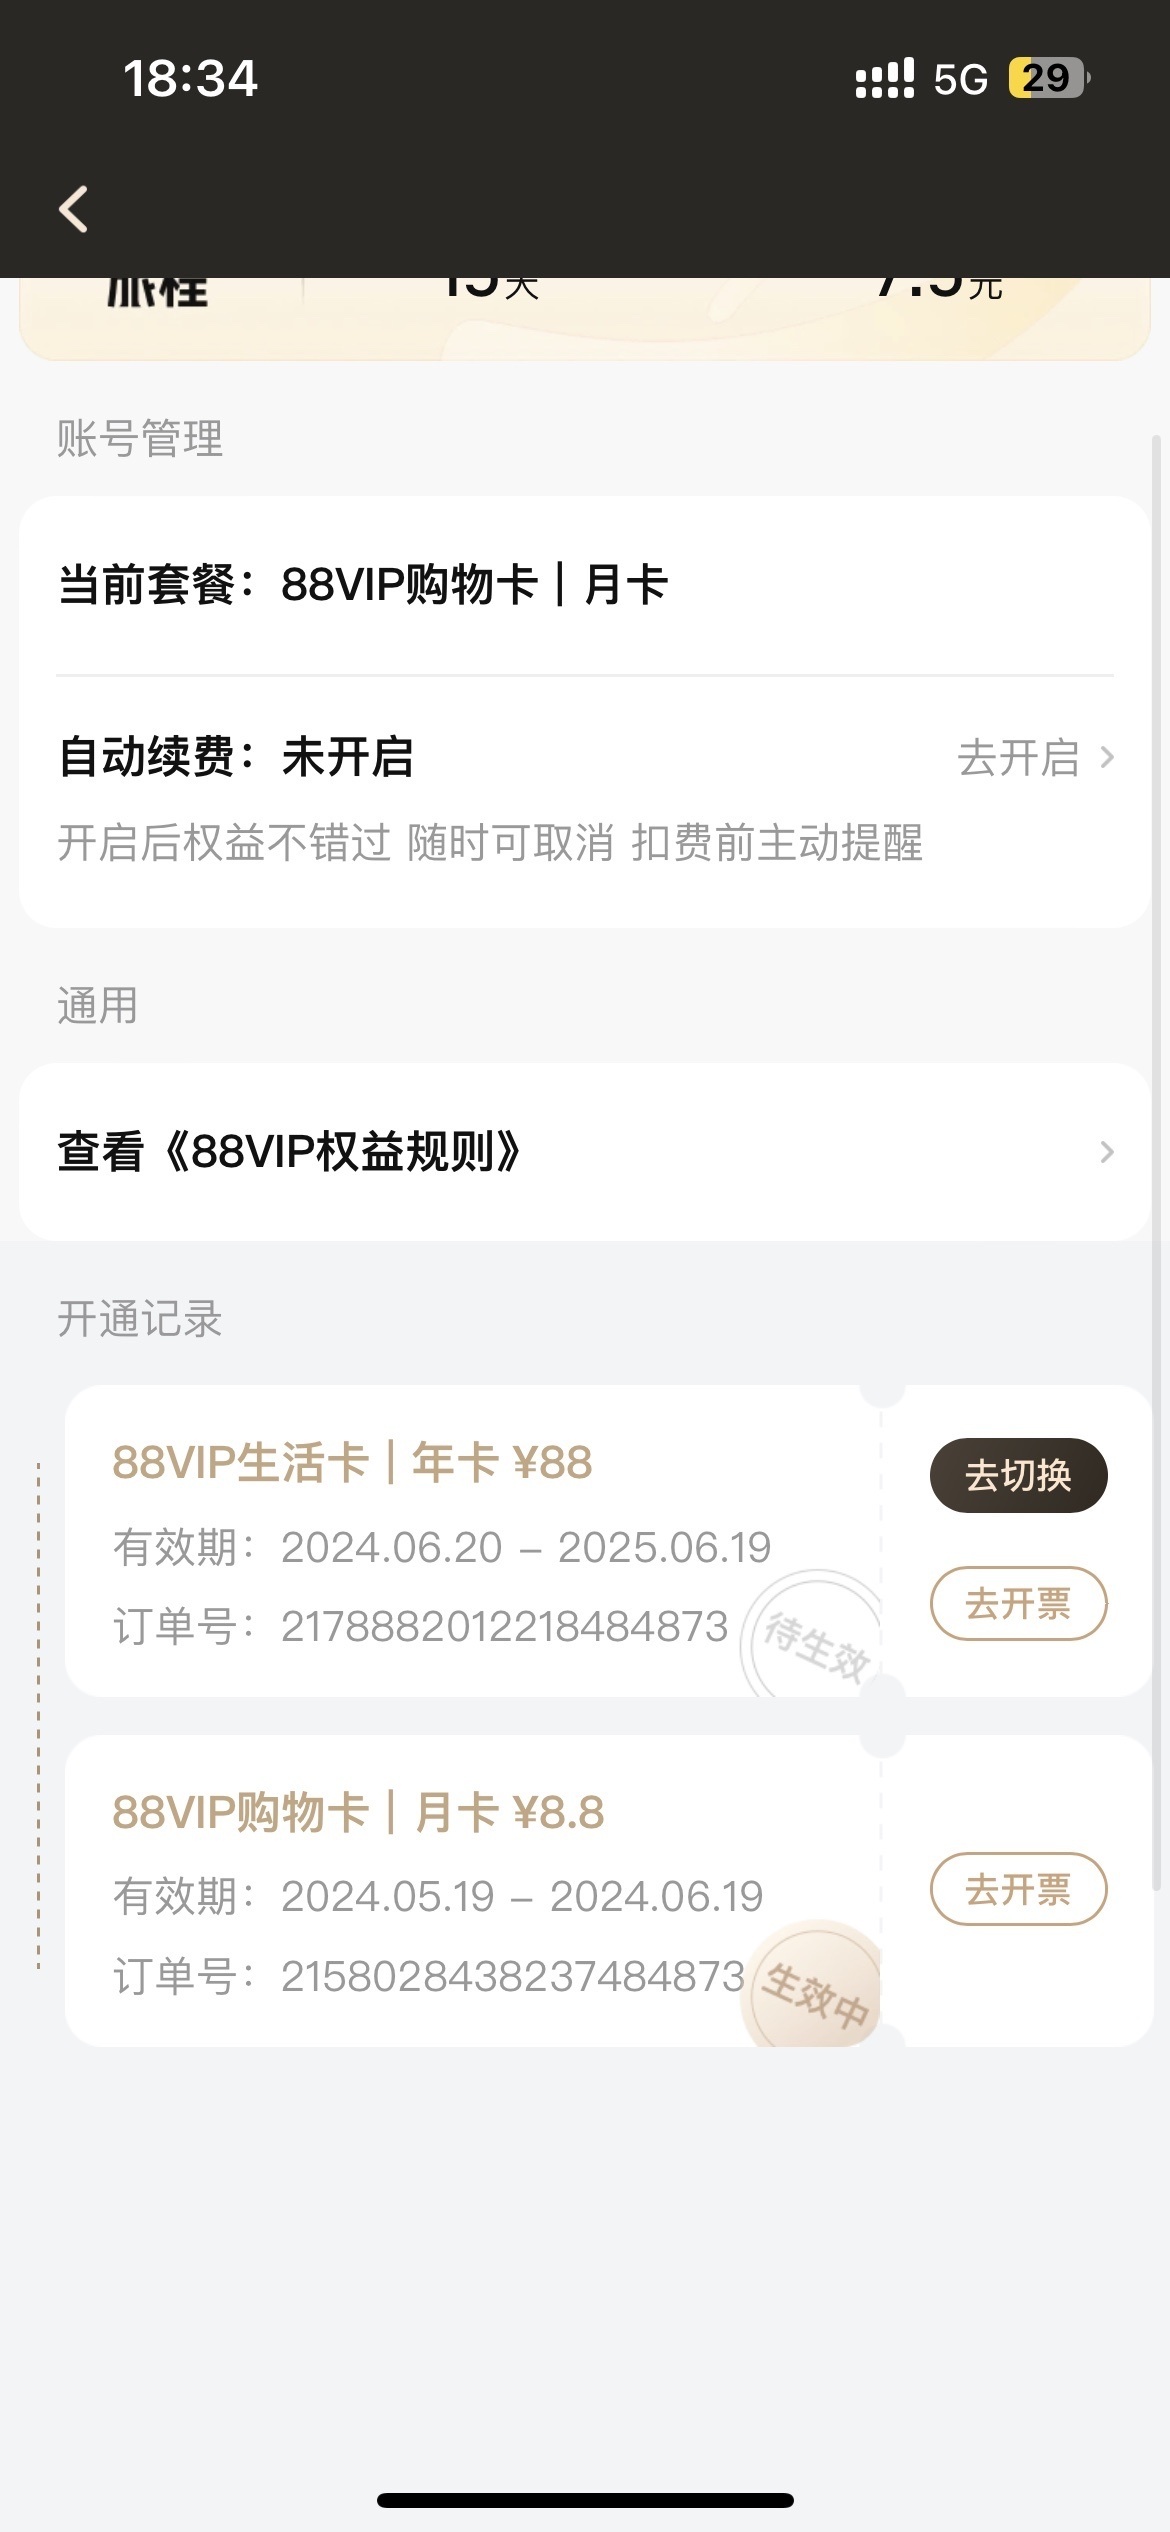 18:34
5G 29
旅程 15天 7.5元
账号管理
当前套餐：88VIP购物卡｜月卡
自动续费：未开启 去开启
开启后权益不错过 随时可取消 扣费前主动提醒
通用
查看《88VIP权益规则》
开通记录
88VIP生活卡｜年卡 ¥88
去切换
有效期：2024.06.20 – 2025.06.19
去开票
订单号：2178882012218484873
待生效
88VIP购物卡｜月卡 ¥8.8
有效期：2024.05.19 – 2024.06.19
去开票
订单号：2158028438237484873
生效中